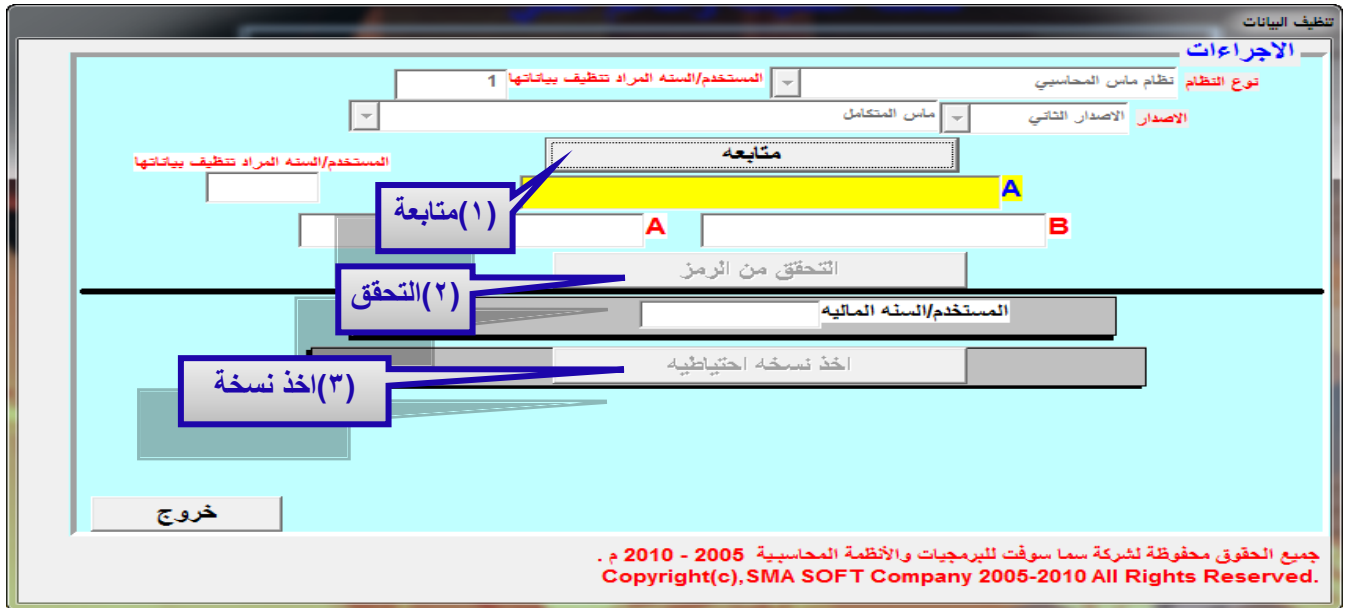 تنظيف البيانات
الاجراءات
نوع النظام نظام ماس المحاسبي المستخدم/السنه المراد تنظيف بياناتها 1
الاصدار الاصدار الثاني ماس المتكامل
متابعه
المستخدم/السنه المراد تنظيف بياناتها
A
(١)متابعة
B A
التحقق من الرمز
(٢)التحقق
المستخدم/السنه الماليه
اخذ نسخه احتياطيه
(٣)اخذ نسخة
خروج
جميع الحقوق محفوظة لشركة سما سوفت للبرمجيات والأنظمة المحاسبية 2005 - 2010 م .
Copyright(c),SMA SOFT Company 2005-2010 All Rights Reserved.